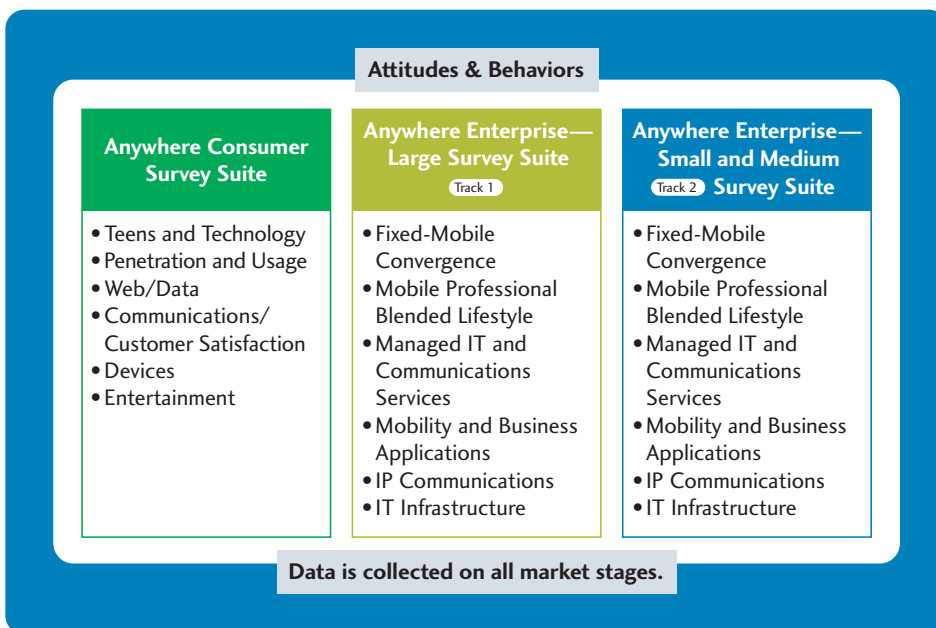 Attitudes & Behaviors
Anywhere Consumer
Survey Suite
• Teens and Technology
• Penetration and Usage
• Web/Data
• Communications/
Customer Satisfaction
• Devices
• Entertainment
Anywhere Enterprise—
Large Survey Suite
Track 1
• Fixed-Mobile
Convergence
• Mobile Professional
Blended Lifestyle
• Managed IT and
Communications
Services
• Mobility and Business
Applications
• IP Communications
• IT Infrastructure
Anywhere Enterprise—
Small and Medium
Track 2 Survey Suite
• Fixed-Mobile
Convergence
• Mobile Professional
Blended Lifestyle
• Managed IT and
Communications
Services
• Mobility and Business
Applications
• IP Communications
• IT Infrastructure
Data is collected on all market stages.